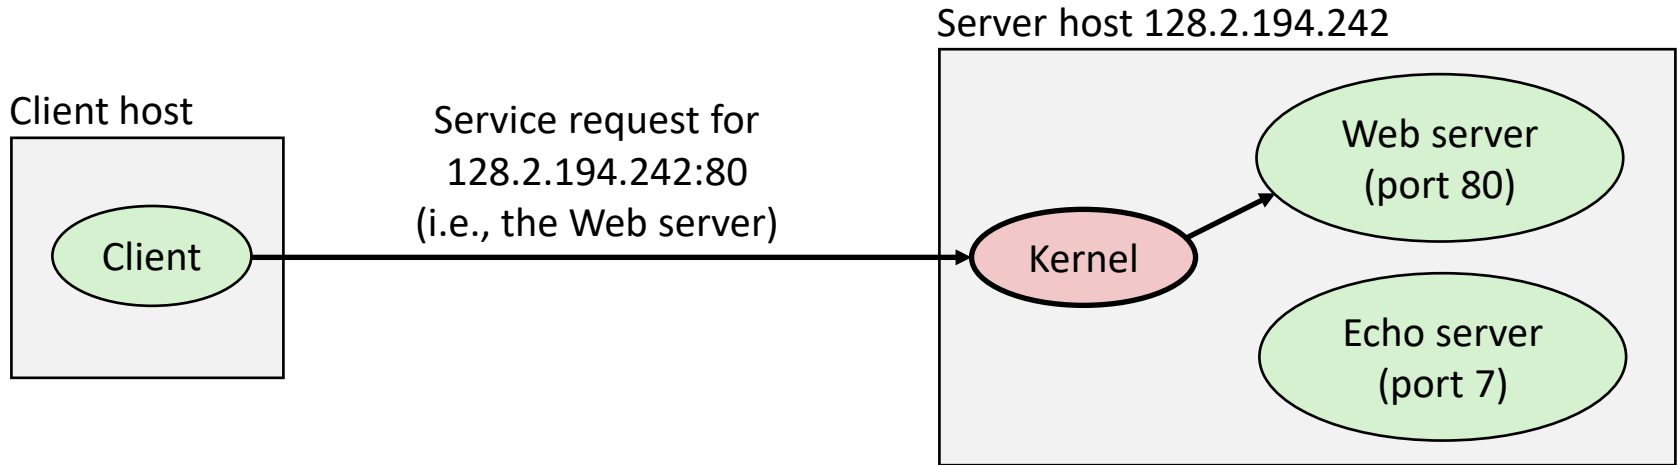 Server host 128.2.194.242
Client host
Service request for
128.2.194.242:80
(i.e., the Web server)
Client
Kernel
Web server
(port 80)
Echo server
(port 7)